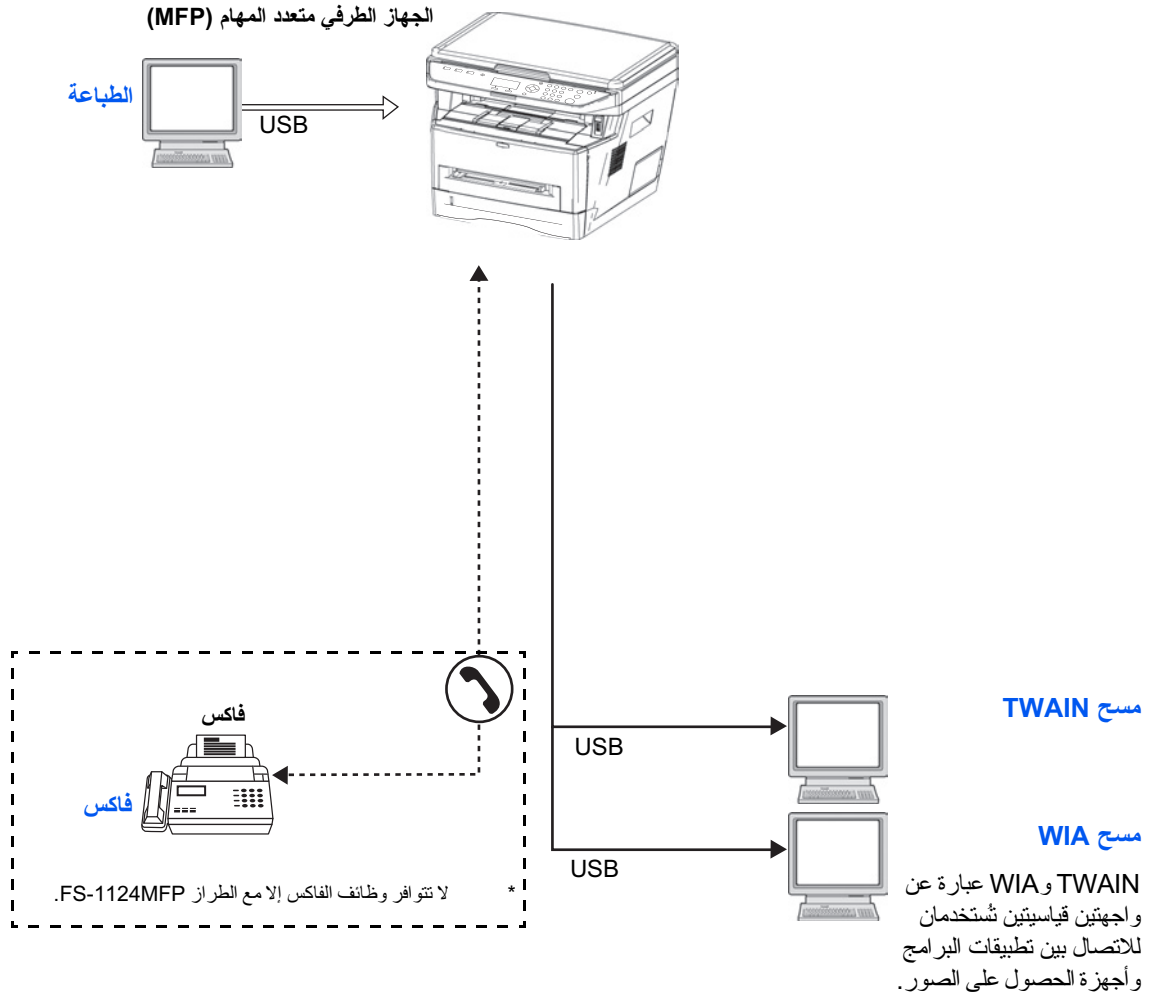 الجهاز الطرفي متعدد المهام (MFP)
الطباعة
USB
فاكس
فاكس
* لا تتوافر وظائف الفاكس إلا مع الطراز FS-1124MFP.
USB
مسح TWAIN
USB
مسح WIA
TWAIN وWIA عبارة عن
واجهتين قياسيتين تُستخدمان
للاتصال بين تطبيقات البرامج
وأجهزة الحصول على الصور.